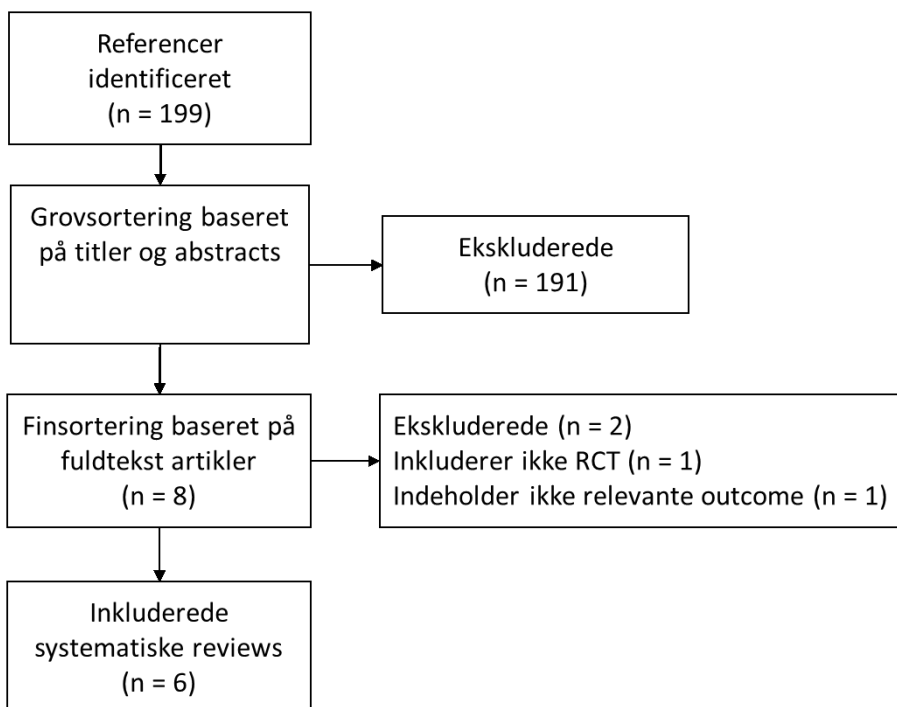 Referencer
identificeret
(n = 199)
Grovsortering baseret
på titler og abstracts
Ekskluderede
(n = 191)
Finsortering baseret på
fuldtekst artikler
(n = 8)
Ekskluderede (n = 2)
Inkluderer ikke RCT (n = 1)
Indeholder ikke relevante outcome (n = 1)
Inkluderede
systematiske reviews
(n = 6)